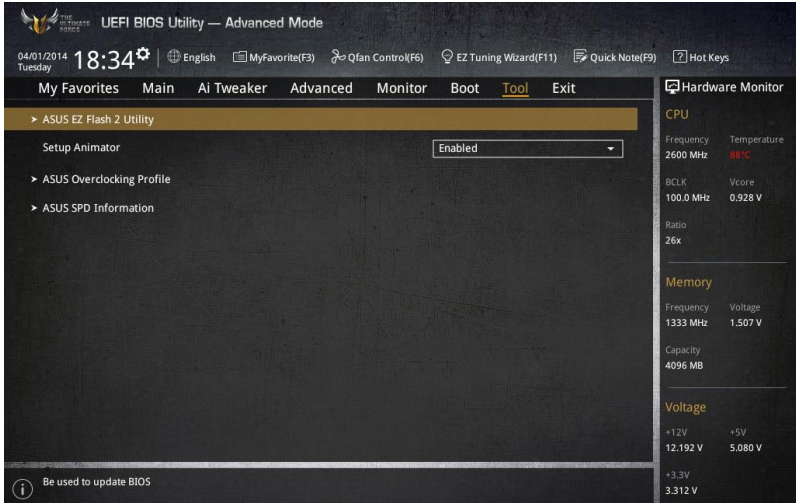 THE ULTIMATE FORCE
UEFI BIOS Utility — Advanced Mode
04/01/2014
Tuesday
18:34
English
MyFavorite(F3)
Qfan Control(F6)
EZ Tuning Wizard(F11)
Quick Note(F9)
? Hot Keys
My Favorites Main Ai Tweaker Advanced Monitor Boot Tool Exit
Hardware Monitor
> ASUS EZ Flash 2 Utility
Setup Animator Enabled
> ASUS Overclocking Profile
> ASUS SPD Information
CPU
Frequency Temperature
2600 MHz 88°C
BCLK Vcore
100.0 MHz 0.928 V
Ratio
26x
Memory
Frequency Voltage
1333 MHz 1.507 V
Capacity
4096 MB
Voltage
+12V +5V
12.192 V 5.080 V
+3.3V
3.312 V
i Be used to update BIOS